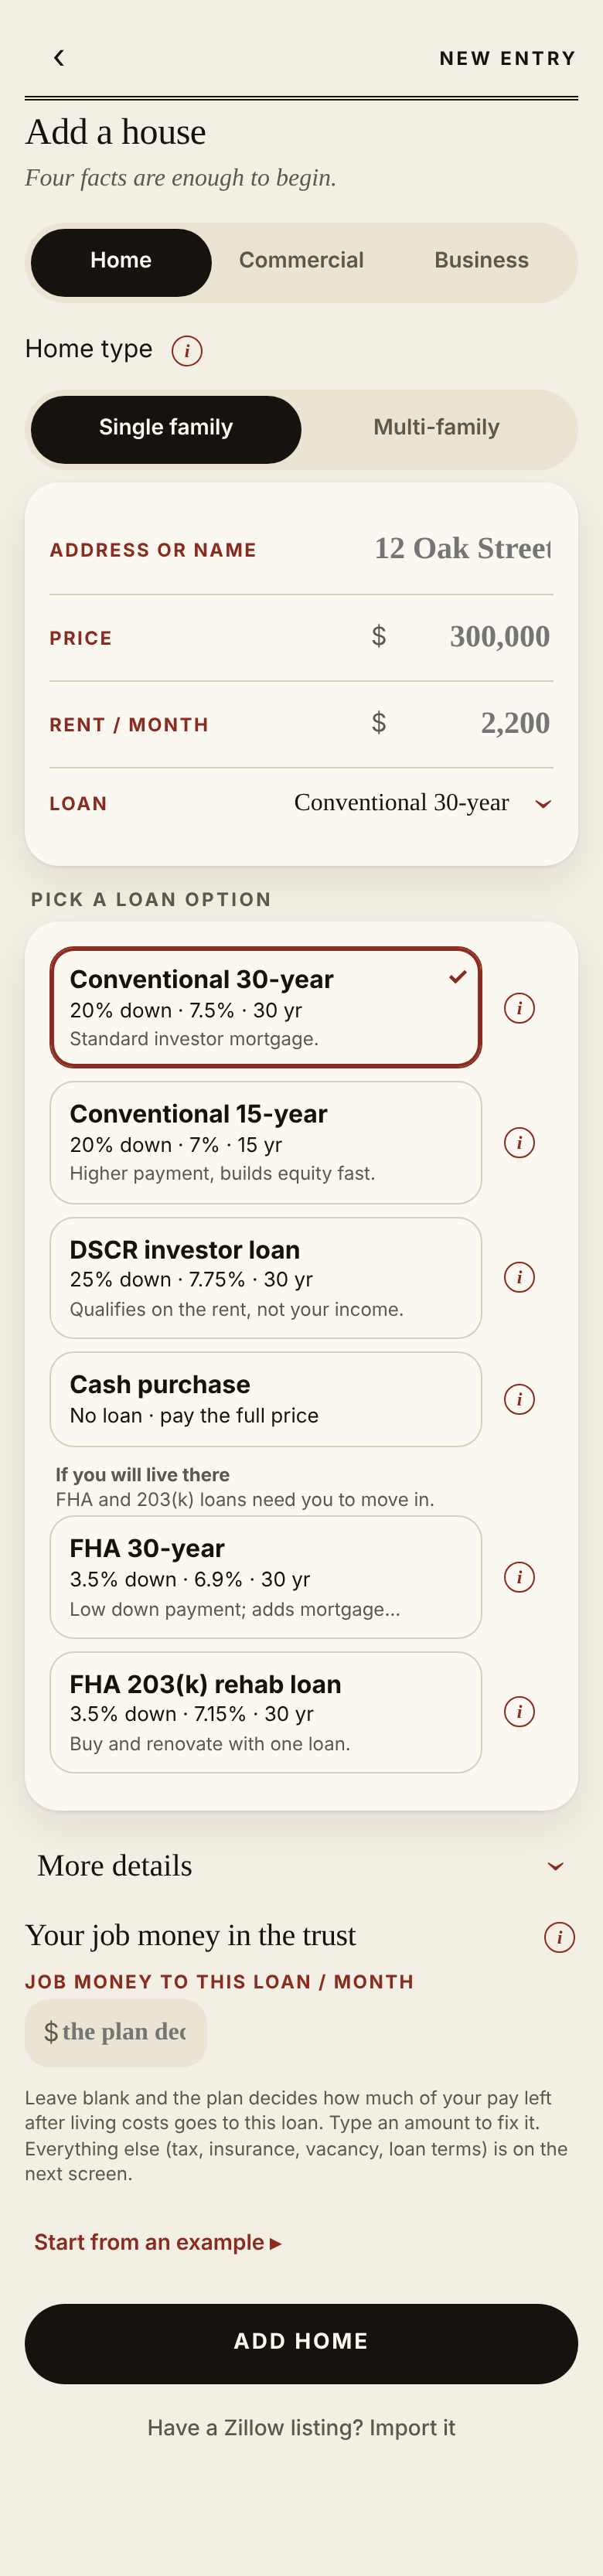 NEW ENTRY
Add a house
Four facts are enough to begin.
Home Commercial Business
Home type i
Single family Multi-family
ADDRESS OR NAME 12 Oak Street
PRICE $ 300,000
RENT / MONTH $ 2,200
LOAN Conventional 30-year
PICK A LOAN OPTION
Conventional 30-year
20% down · 7.5% · 30 yr
Standard investor mortgage.
i
Conventional 15-year
20% down · 7% · 15 yr
Higher payment, builds equity fast.
i
DSCR investor loan
25% down · 7.75% · 30 yr
Qualifies on the rent, not your income.
i
Cash purchase
No loan · pay the full price
i
If you will live there
FHA and 203(k) loans need you to move in.
FHA 30-year
3.5% down · 6.9% · 30 yr
Low down payment; adds mortgage...
i
FHA 203(k) rehab loan
3.5% down · 7.15% · 30 yr
Buy and renovate with one loan.
i
More details
Your job money in the trust i
JOB MONEY TO THIS LOAN / MONTH
$ the plan dec
Leave blank and the plan decides how much of your pay left
after living costs goes to this loan. Type an amount to fix it.
Everything else (tax, insurance, vacancy, loan terms) is on the
next screen.
Start from an example ▸
ADD HOME
Have a Zillow listing? Import it